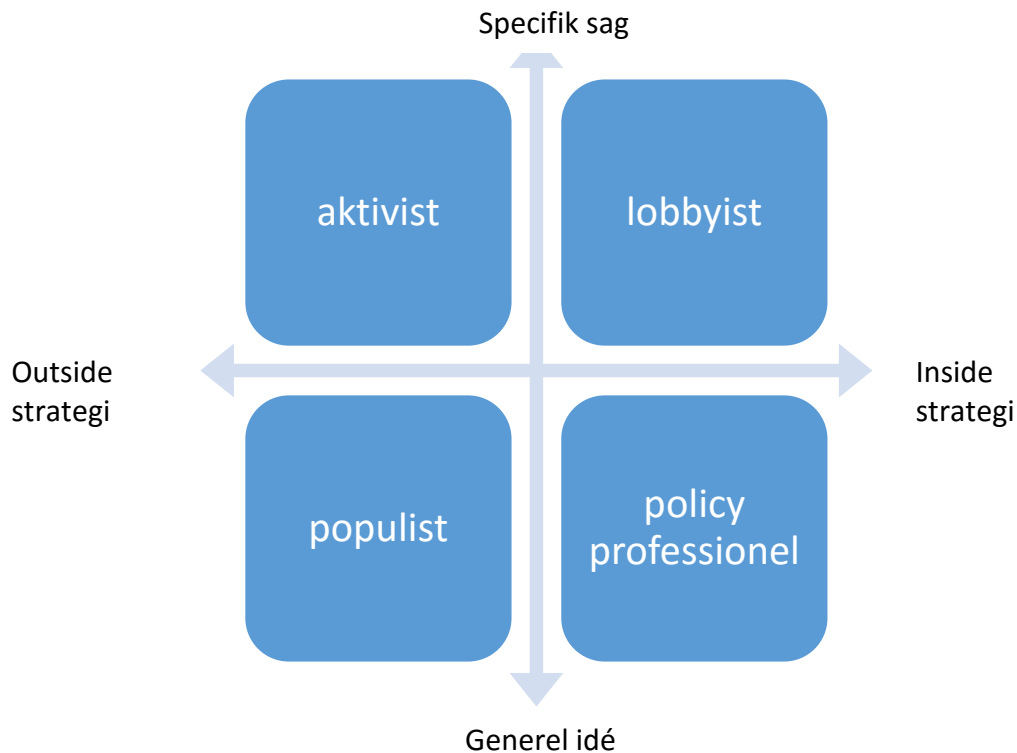 Specifik sag
aktivist
lobbyist
Outside
strategi
Inside
strategi
populist
policy
professionel
Generel idé